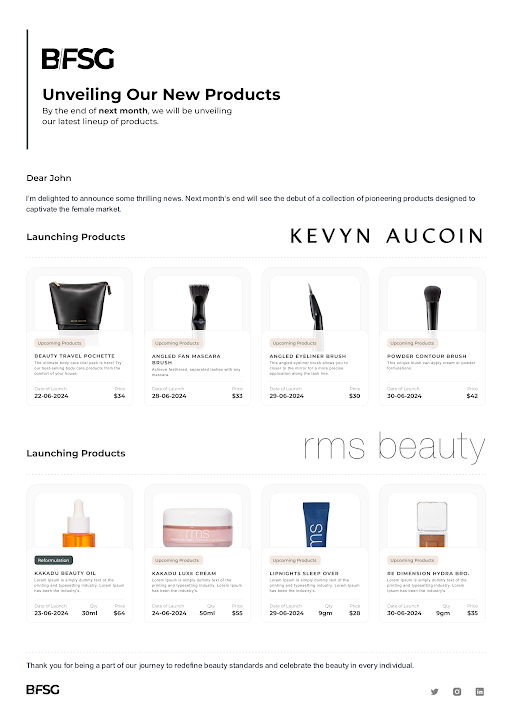 BFSG
Unveiling Our New Products
By the end of next month, we will be unveiling
our latest lineup of products.
Dear John
I'm delighted to announce some thrilling news. Next month's end will see the debut of a collection of pioneering products designed to
captivate the female market.
Launching Products
KEVYN AUCOIN
Upcoming Products
BEAUTY TRAVEL POCHETTE
The ultimate body care trial pack is here! Try
our best-selling body care products from the
comfort of your home.
Date of Launch Price
22-06-2024 $34
Upcoming Products
ANGLED FAN MASCARA
BRUSH
Achieve feathered, separated lashes with any
mascara.
Date of Launch Price
28-06-2024 $33
Upcoming Products
ANGLED EYELINER BRUSH
This angled eyeliner brush allows you to
closer to the mirror for a more precise
application along the lash line.
Date of Launch Price
29-06-2024 $30
Upcoming Products
POWDER CONTOUR BRUSH
This unique brush can apply cream or powder
formulations.
Date of Launch Price
30-06-2024 $42
Launching Products
rms beauty
Reformulation
KAKADU BEAUTY OIL
Lorem Ipsum is simply dummy text of the
printing and typesetting industry. Lorem Ipsum
has been the industry's.
Date of Launch Qty Price
23-06-2024 30ml $64
rms
Upcoming Products
KAKADU LUXE CREAM
Lorem Ipsum is simply dummy text of the
printing and typesetting industry. Lorem Ipsum
has been the industry's.
Date of Launch Qty Price
24-06-2024 50ml $55
ms
Upcoming Products
LIPNIGHTS SLEEP OVER
Lorem Ipsum is simply dummy text of the
printing and typesetting industry. Lorem Ipsum
has been the industry's.
Date of Launch Qty Price
29-06-2024 9gm $28
Upcoming Products
RE DIMENSION HYDRA BRO.
Lorem Ipsum is simply dummy text of the
printing and typesetting industry. Lorem Ipsum
has been the industry's.
Date of Launch Qty Price
30-06-2024 9gm $35
Thank you for being a part of our journey to redefine beauty standards and celebrate the beauty in every individual.
BFSG